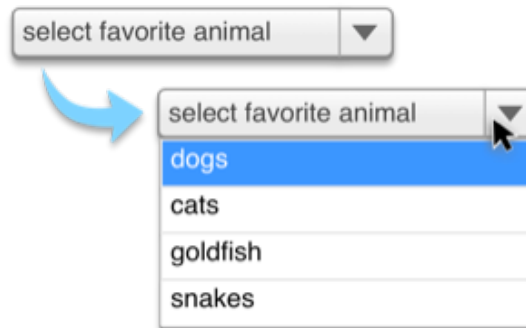 select favorite animal
select favorite animal
dogs
cats
goldfish
snakes